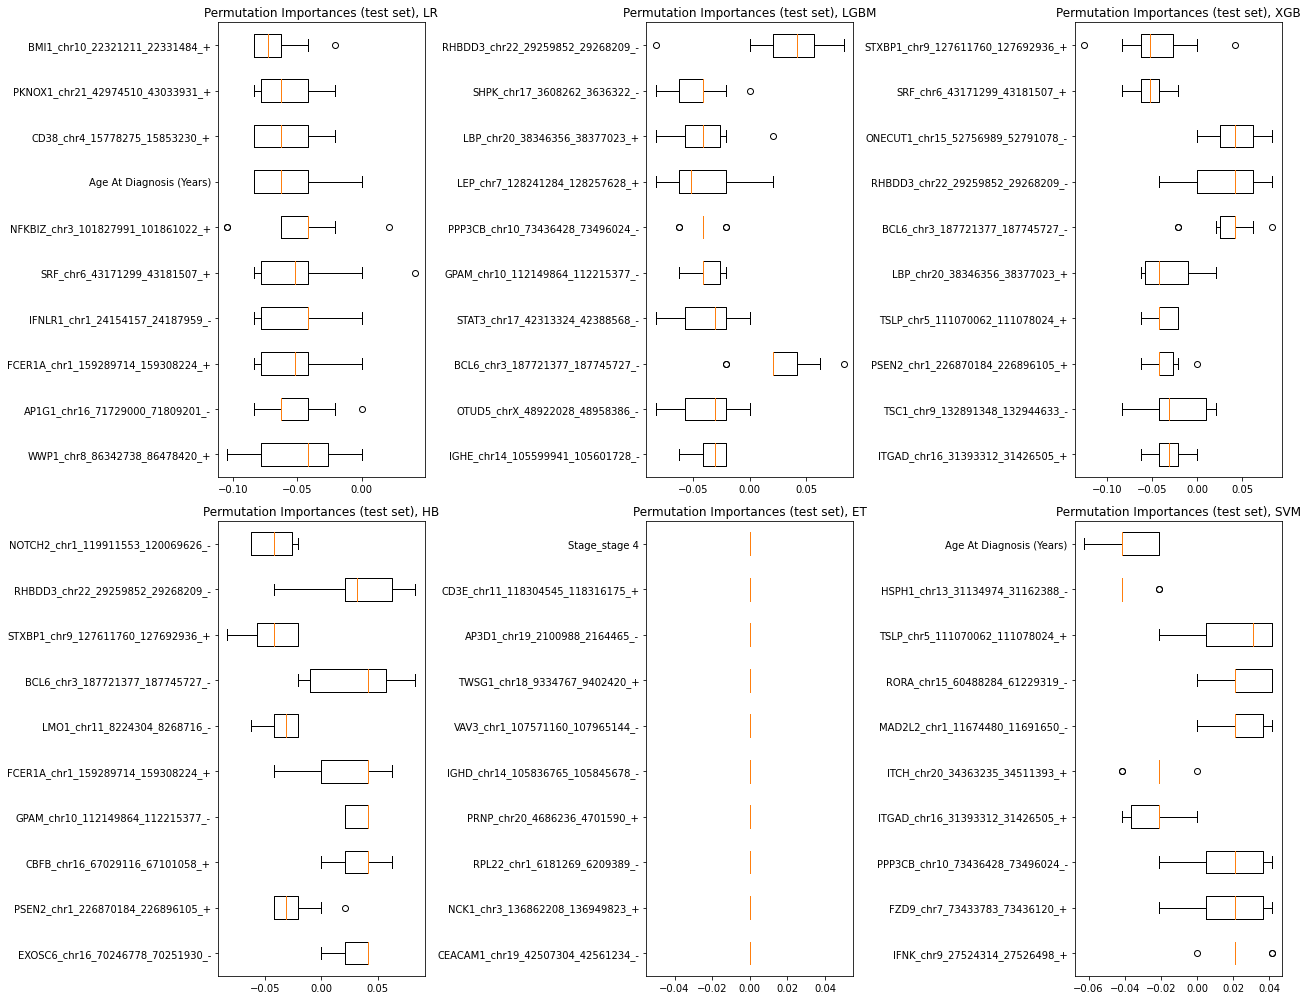 Permutation Importances (test set), LR
BMI1_chr10_22321211_22331484_+
PKNOX1_chr21_42974510_43033931_+
CD38_chr4_15778275_15853230_+
Age At Diagnosis (Years)
NFKBIZ_chr3_101827991_101861022_+
SRF_chr6_43171299_43181507_+
IFNLR1_chr1_24154157_24187959_-
FCER1A_chr1_159289714_159308224_+
AP1G1_chr16_71729000_71809201_-
WWP1_chr8_86342738_86478420_+
−0.10 −0.05 0.00
Permutation Importances (test set), LGBM
RHBDD3_chr22_29259852_29268209_-
SHPK_chr17_3608262_3636322_-
LBP_chr20_38346356_38377023_+
LEP_chr7_128241284_128257628_+
PPP3CB_chr10_73436428_73496024_-
GPAM_chr10_112149864_112215377_-
STAT3_chr17_42313324_42388568_-
BCL6_chr3_187721377_187745727_-
OTUD5_chrX_48922028_48958386_-
IGHE_chr14_105599941_105601728_-
−0.05 0.00 0.05
Permutation Importances (test set), XGB
STXBP1_chr9_127611760_127692936_+
SRF_chr6_43171299_43181507_+
ONECUT1_chr15_52756989_52791078_-
RHBDD3_chr22_29259852_29268209_-
BCL6_chr3_187721377_187745727_-
LBP_chr20_38346356_38377023_+
TSLP_chr5_111070062_111078024_+
PSEN2_chr1_226870184_226896105_+
TSC1_chr9_132891348_132944633_-
ITGAD_chr16_31393312_31426505_+
−0.10 −0.05 0.00 0.05
Permutation Importances (test set), HB
NOTCH2_chr1_119911553_120069626_-
RHBDD3_chr22_29259852_29268209_-
STXBP1_chr9_127611760_127692936_+
BCL6_chr3_187721377_187745727_-
LMO1_chr11_8224304_8268716_-
FCER1A_chr1_159289714_159308224_+
GPAM_chr10_112149864_112215377_-
CBFB_chr16_67029116_67101058_+
PSEN2_chr1_226870184_226896105_+
EXOSC6_chr16_70246778_70251930_-
−0.05 0.00 0.05
Permutation Importances (test set), ET
Stage_stage 4
CD3E_chr11_118304545_118316175_+
AP3D1_chr19_2100988_2164465_-
TWSG1_chr18_9334767_9402420_+
VAV3_chr1_107571160_107965144_-
IGHD_chr14_105836765_105845678_-
PRNP_chr20_4686236_4701590_+
RPL22_chr1_6181269_6209389_-
NCK1_chr3_136862208_136949823_+
CEACAM1_chr19_42507304_42561234_-
−0.04 −0.02 0.00 0.02 0.04
Permutation Importances (test set), SVM
Age At Diagnosis (Years)
HSPH1_chr13_31134974_31162388_-
TSLP_chr5_111070062_111078024_+
RORA_chr15_60488284_61229319_-
MAD2L2_chr1_11674480_11691650_-
ITCH_chr20_34363235_34511393_+
ITGAD_chr16_31393312_31426505_+
PPP3CB_chr10_73436428_73496024_-
FZD9_chr7_73433783_73436120_+
IFNK_chr9_27524314_27526498_+
−0.06 −0.04 −0.02 0.00 0.02 0.04